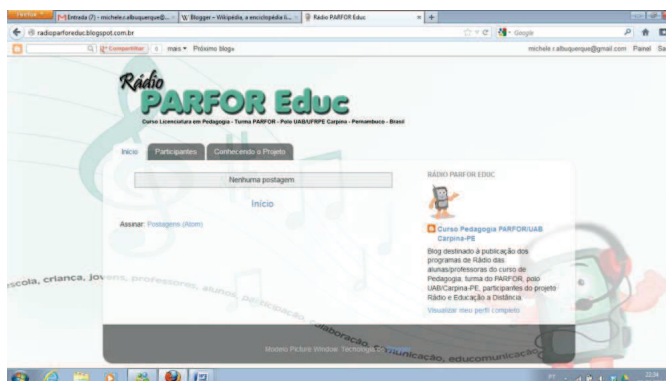 Firefox
Entrada (7) - michele.r.albuquerque@...
Blogger – Wikipédia, a enciclopédia li...
Rádio PARFOR Educ
radioparforeduc.blogspot.com.br
Google
Compartilhar 0 mais Próximo blog»
michele.r.albuquerque@gmail.com Painel Sa
Rádio
PARFOR Educ
Curso Licenciatura em Pedagogia - Turma PARFOR - Polo UAB/UFRPE Carpina - Pernambuco - Brasil
Início Participantes Conhecendo o Projeto
Nenhuma postagem.
Início
Assinar: Postagens (Atom)
RÁDIO PARFOR EDUC
Curso Pedagogia PARFOR/UAB
Carpina-PE
Blog destinado à publicação dos
programas de Rádio das
alunas/professoras do curso de
Pedagogia, turma do PARFOR, polo
UAB/Carpina-PE, participantes do projeto
Rádio e Educação a Distância.
Visualizar meu perfil completo
escola, criança, jovens, professores, alunos, participação, colaboração, comunicação, educomunicação
Modelo Picture Window. Tecnologia do Blogger.
PT